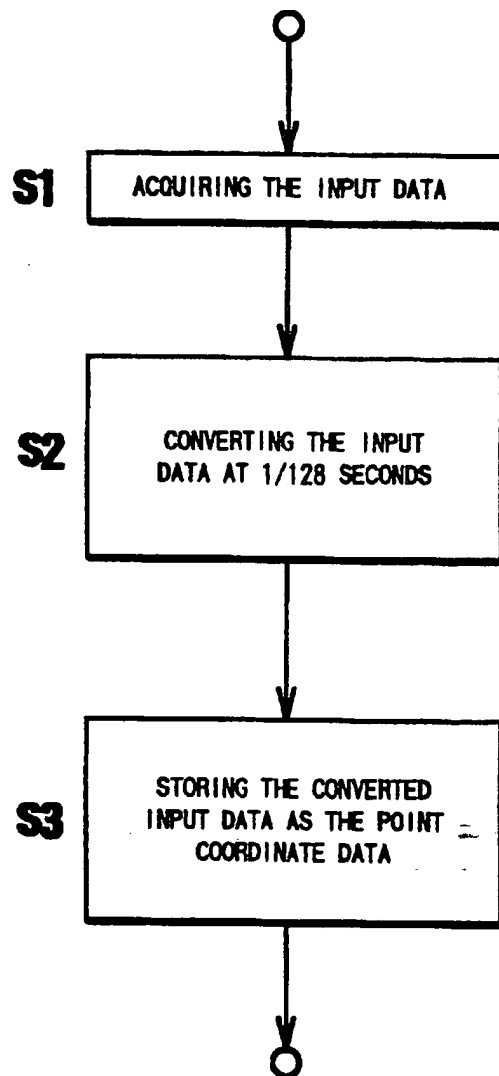 S1
ACQUIRING THE INPUT DATA
S2
CONVERTING THE INPUT
DATA AT 1/128 SECONDS
S3
STORING THE CONVERTED
INPUT DATA AS THE POINT
COORDINATE DATA